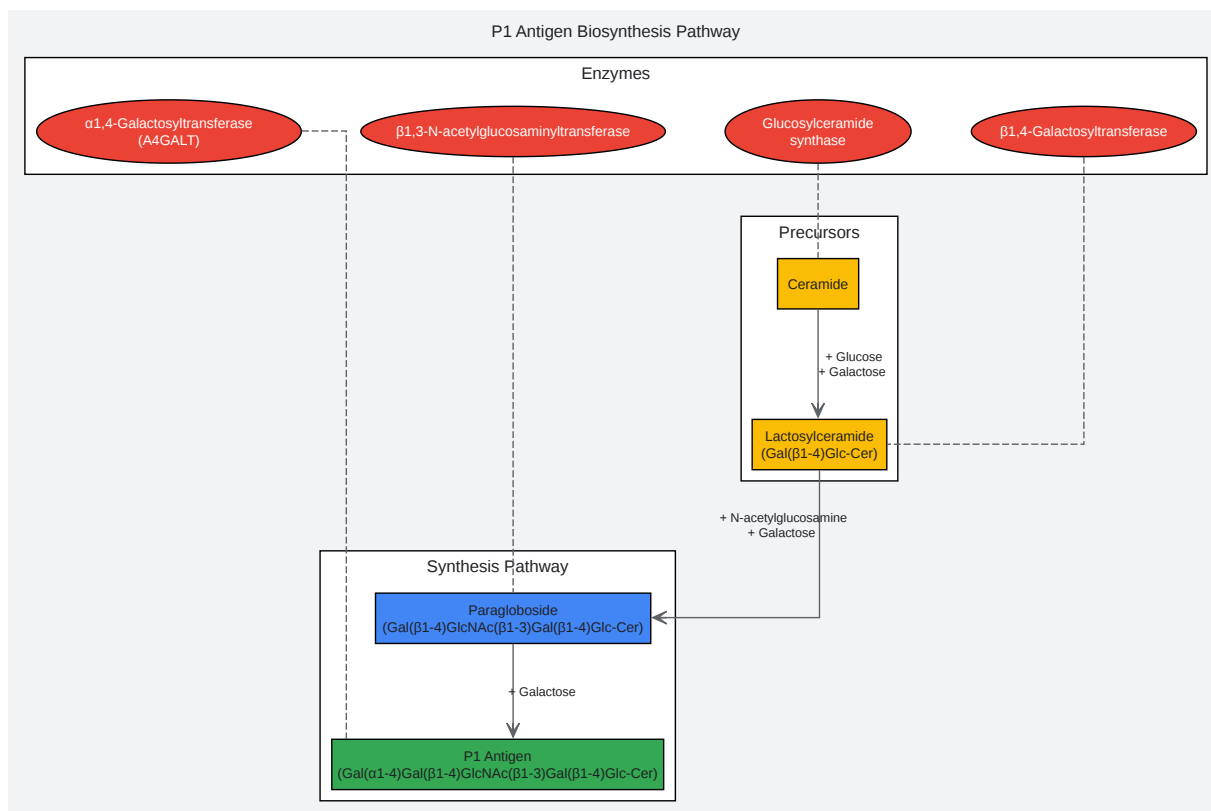 P1 Antigen Biosynthesis Pathway
Enzymes
α1,4-Galactosyltransferase
(A4GALT)
β1,3-N-acetylglucosaminyltransferase
Glucosylceramide
synthase
β1,4-Galactosyltransferase
Precursors
Ceramide
+ Glucose
+ Galactose
Lactosylceramide
(Gal(β1-4)Glc-Cer)
+ N-acetylglucosamine
+ Galactose
Synthesis Pathway
Paragloboside
(Gal(β1-4)GlcNAc(β1-3)Gal(β1-4)Glc-Cer)
+ Galactose
P1 Antigen
(Gal(α1-4)Gal(β1-4)GlcNAc(β1-3)Gal(β1-4)Glc-Cer)